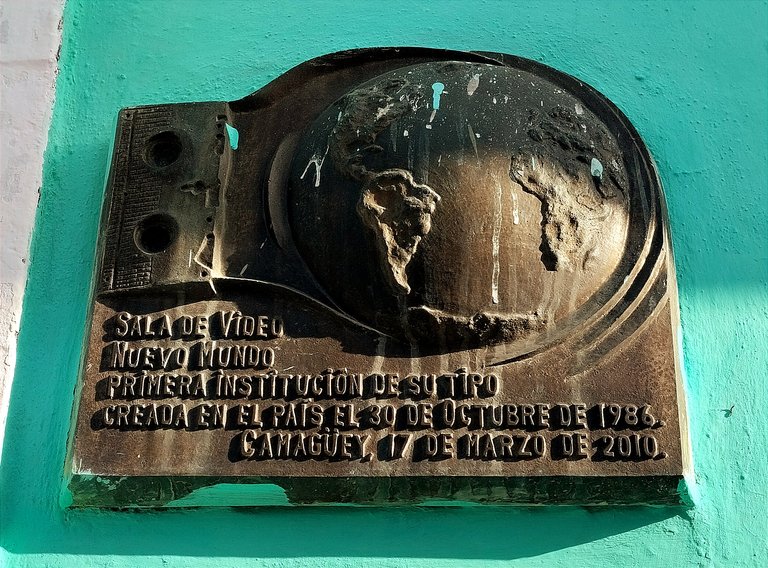 Sala de Vídeo
Nuevo Mundo
primera institución de su tipo
creada en el país el 30 de Octubre de 1986.
Camagüey, 17 de marzo de 2010.